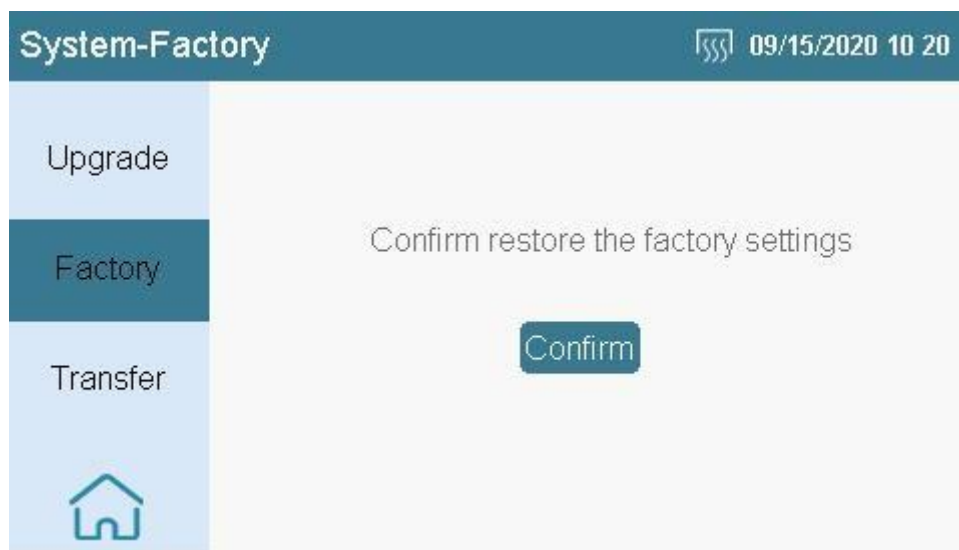 System-Factory
09/15/2020 10 20
Upgrade
Factory
Transfer
Confirm restore the factory settings
Confirm